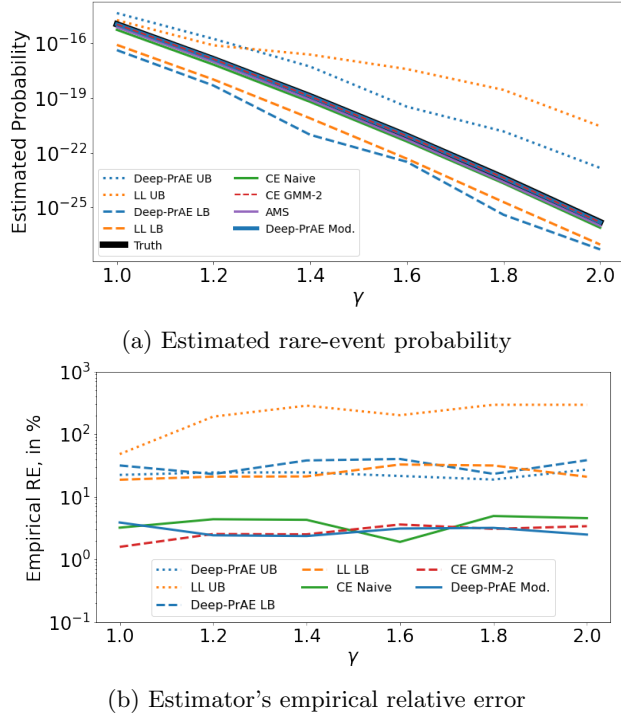 Estimated Probability
10^−16
10^−19
10^−22
10^−25
Deep-PrAE UB
LL UB
Deep-PrAE LB
LL LB
Truth
CE Naive
CE GMM-2
AMS
Deep-PrAE Mod.
1.0 1.2 1.4 1.6 1.8 2.0
γ
(a) Estimated rare-event probability
Empirical RE, in %
10^3
10^2
10^1
10^0
10^−1
Deep-PrAE UB
LL UB
Deep-PrAE LB
LL LB
CE Naive
CE GMM-2
Deep-PrAE Mod.
1.0 1.2 1.4 1.6 1.8 2.0
γ
(b) Estimator's empirical relative error